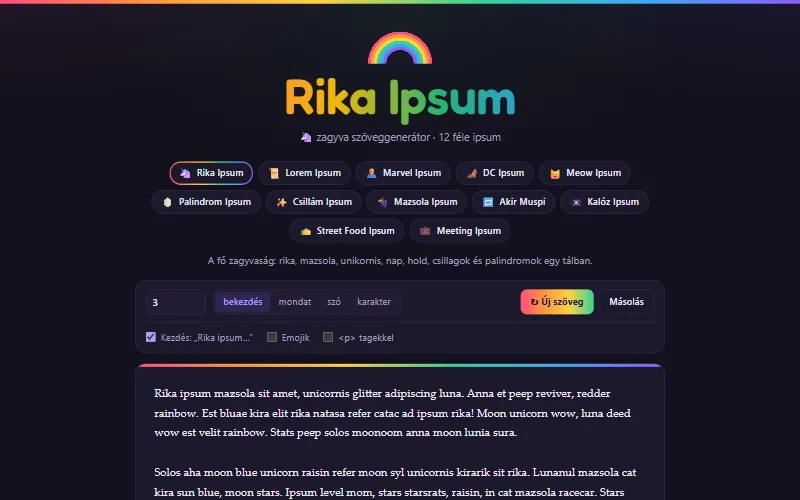 Rika Ipsum
zagyva szöveggenerátor · 12 féle ipsum
Rika Ipsum Lorem Ipsum Marvel Ipsum DC Ipsum Meow Ipsum
Palindrom Ipsum Csillám Ipsum Mazsola Ipsum Akir Muspi Kalóz Ipsum
Street Food Ipsum Meeting Ipsum
A fő zagyvaság: rika, mazsola, unikornis, nap, hold, csillagok és palindromok egy tálban.
3 bekezdés mondat szó karakter ↻ Új szöveg Másolás
Kezdés: „Rika ipsum…” Emojik <p> tagekkel
Rika ipsum mazsola sit amet, unicornis glitter adipiscing luna. Anna et peep reviver, redder
rainbow. Est bluae kira elit rika natasa refer catac ad ipsum rika! Moon unicorn wow, luna deed
wow est velit rainbow. Stats peep solos moonoom anna moon lunia sura.
Solos aha moon blue unicorn raisin refer moon syl unicornis kirarik sit rika. Lunanul mazsola cat
kira sun blue, moon stars. Ipsum level mom, stars starsrats, raisin, in cat mazsola racecar. Stars